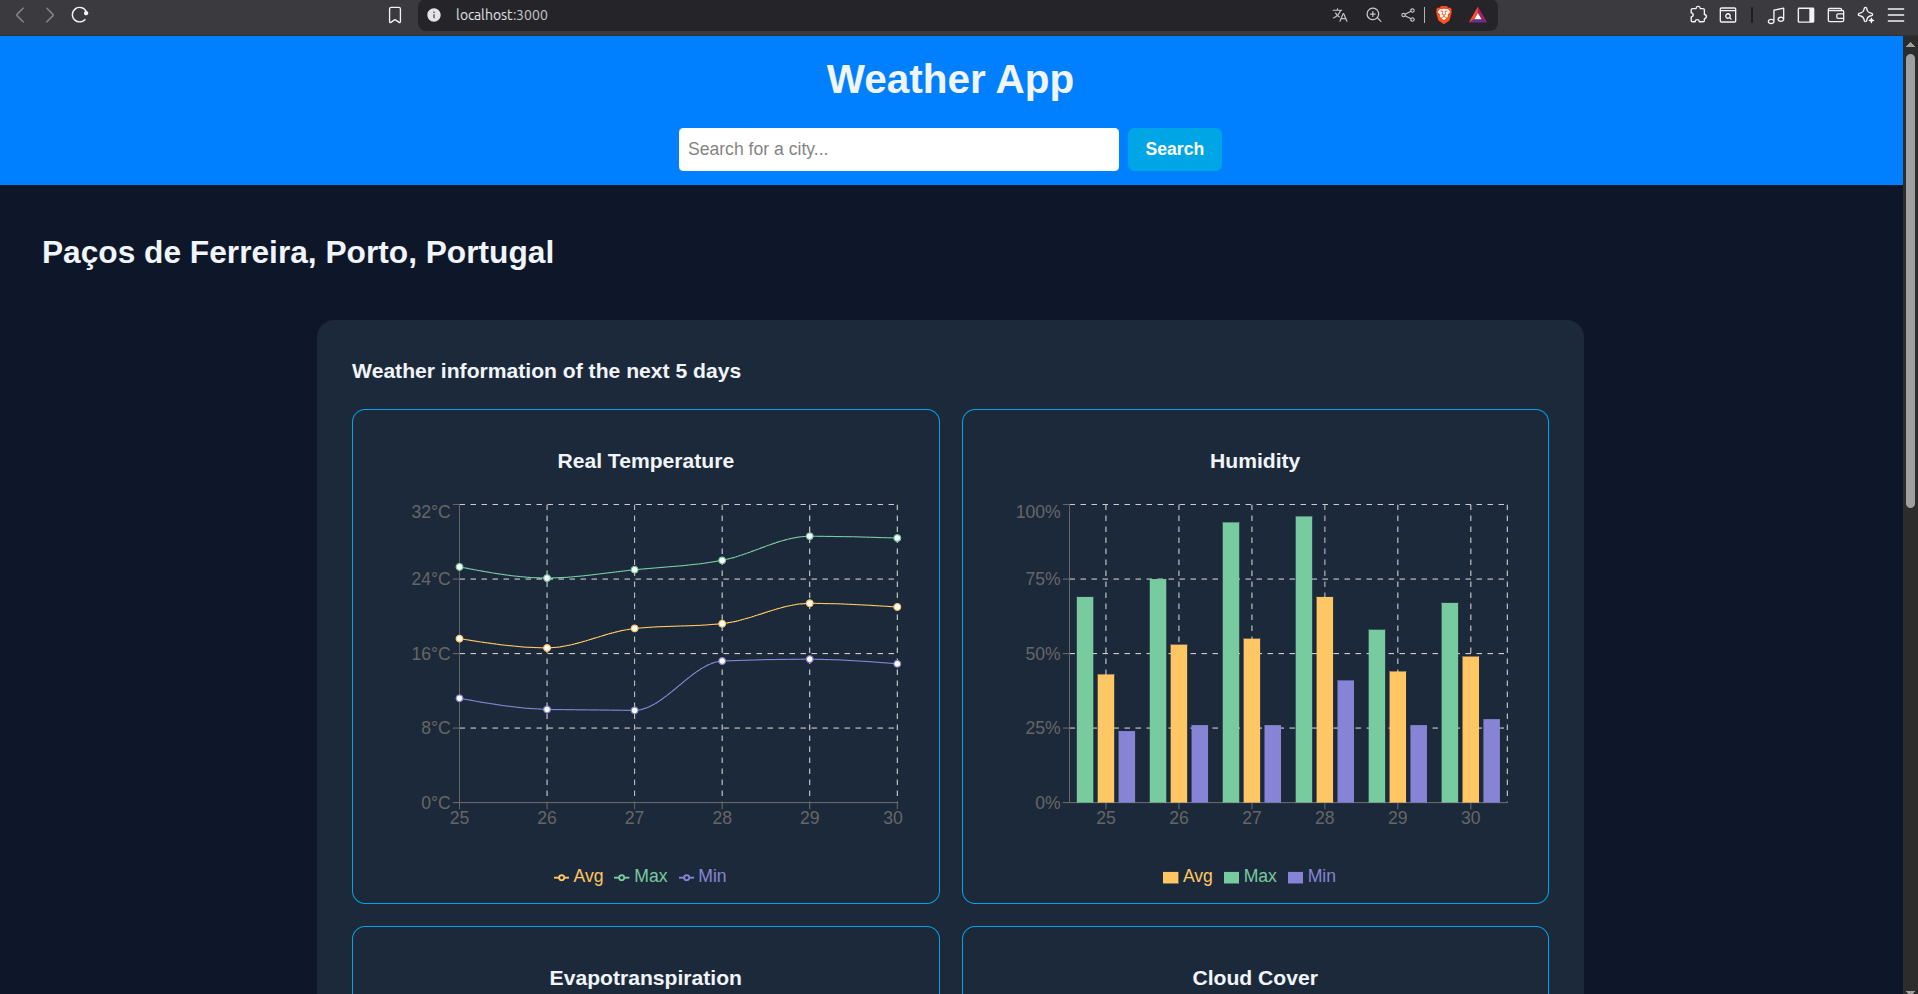 localhost:3000
Weather App
Search for a city...
Search
Paços de Ferreira, Porto, Portugal
Weather information of the next 5 days
Real Temperature
32°C
24°C
16°C
8°C
0°C
25 26 27 28 29 30
Avg Max Min
Humidity
100%
75%
50%
25%
0%
25 26 27 28 29 30
Avg Max Min
Evapotranspiration
Cloud Cover